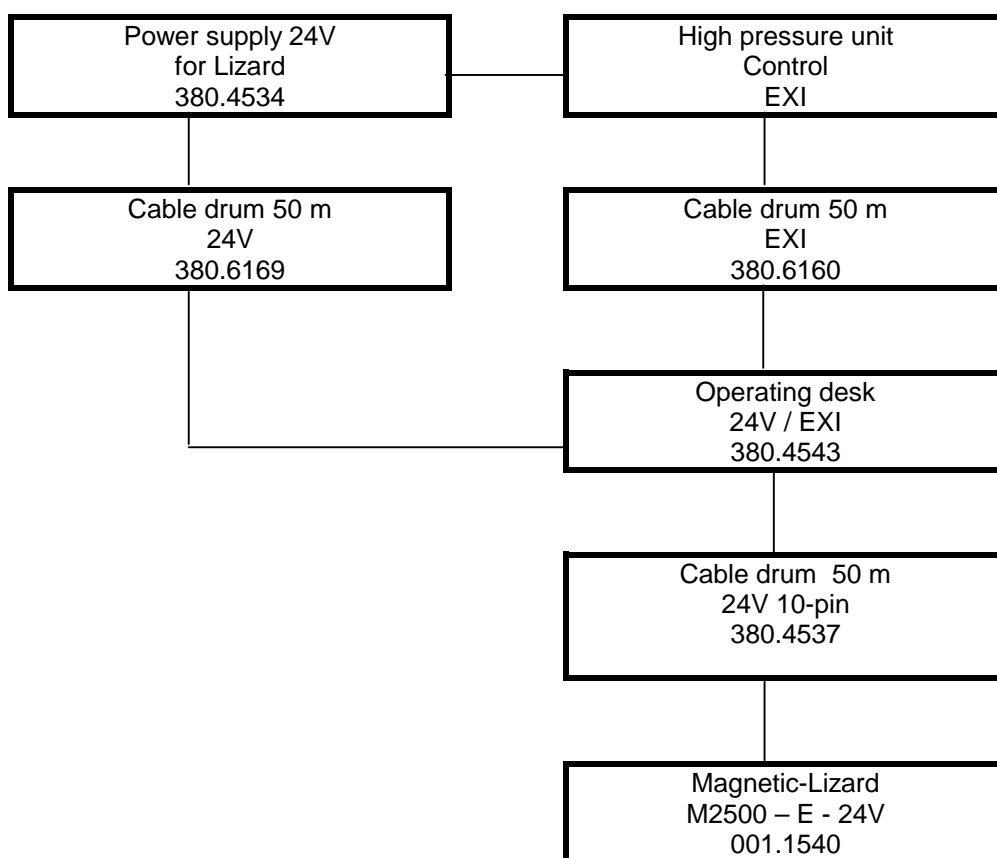 Power supply 24V
for Lizard
380.4534
High pressure unit
Control
EXI
Cable drum 50 m
24V
380.6169
Cable drum 50 m
EXI
380.6160
Operating desk
24V / EXI
380.4543
Cable drum  50 m
24V 10-pin
380.4537
Magnetic-Lizard
M2500 – E - 24V
001.1540